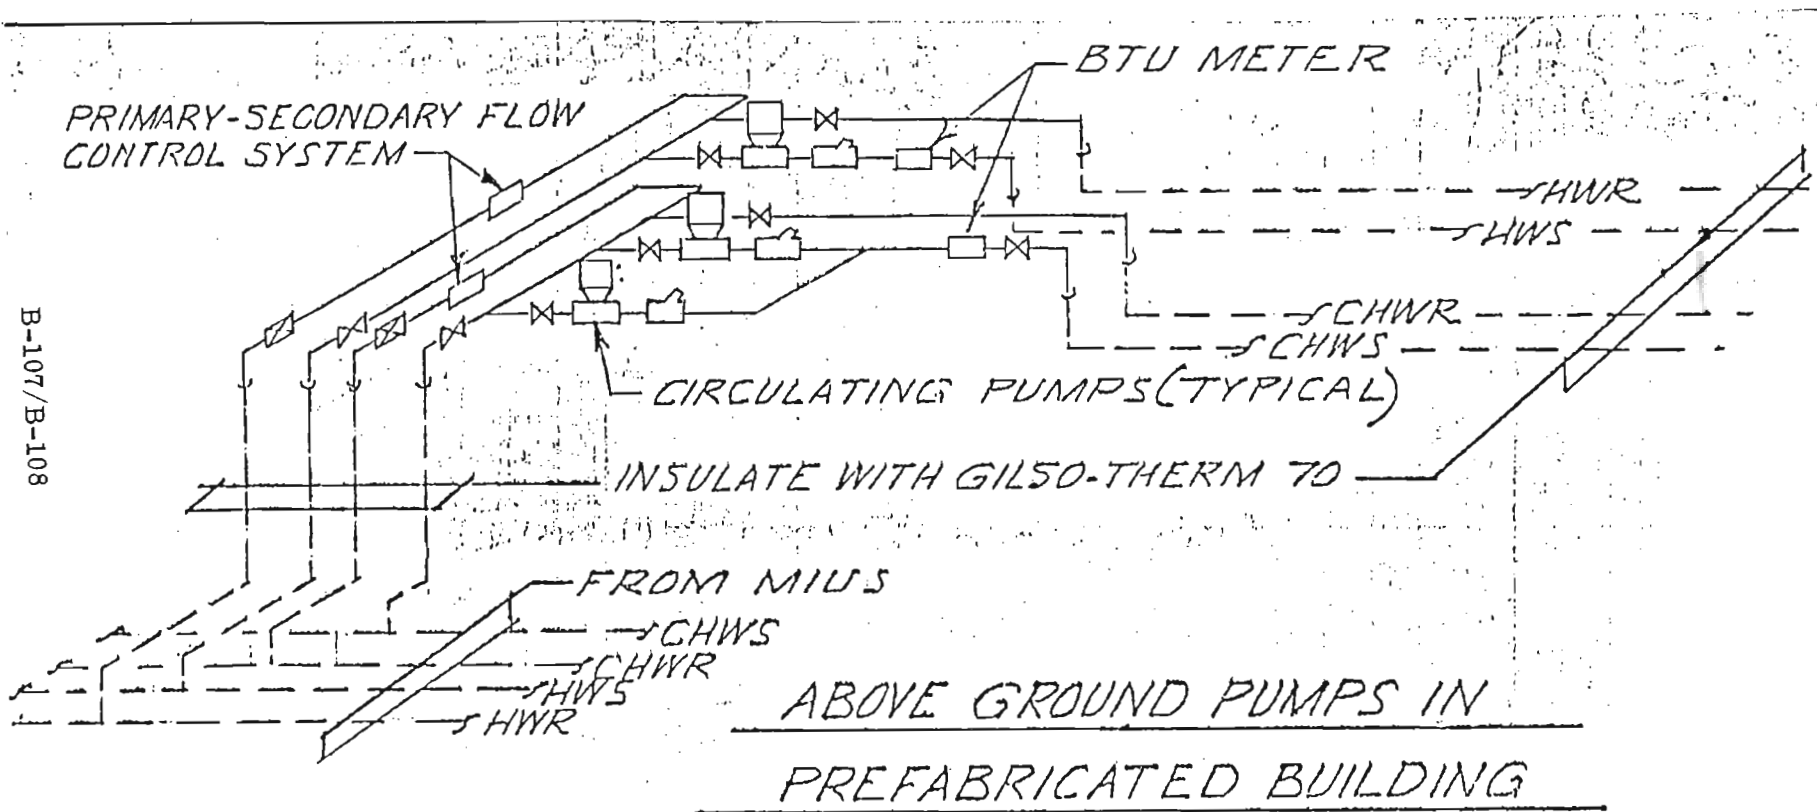 BTU METER
PRIMARY-SECONDARY FLOW
CONTROL SYSTEM
HWR
HWS
CHWR
CHWS
CIRCULATING PUMPS (TYPICAL)
INSULATE WITH GILSO-THERM 70
B-107/B-108
FROM MIUS
CHWS
CHWR
HWS
HWR
ABOVE GROUND PUMPS IN
PREFABRICATED BUILDING